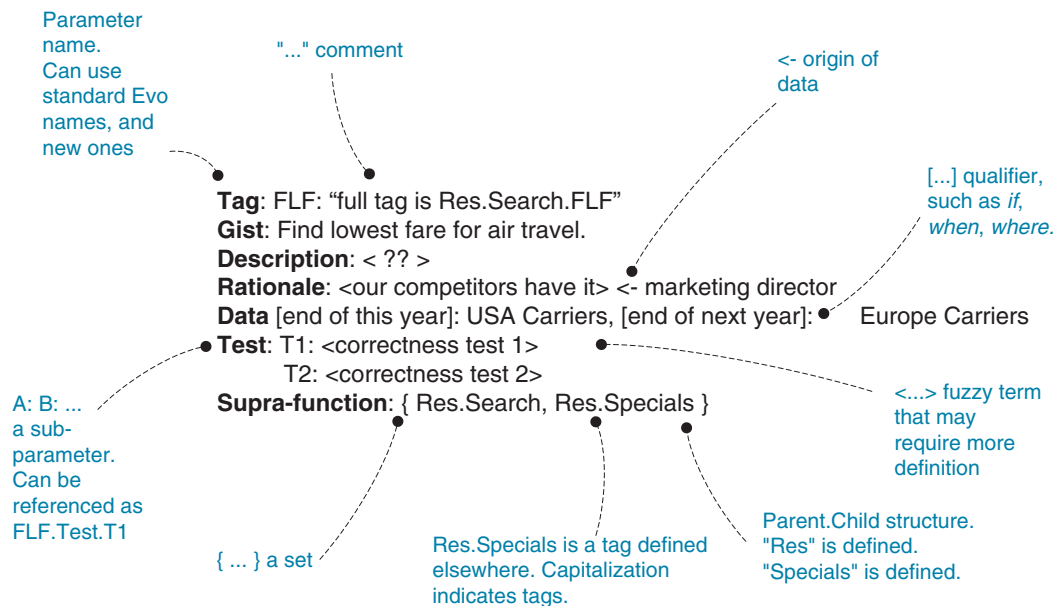 Parameter
name.
Can use
standard Evo
names, and
new ones
"..." comment
<- origin of
data
[...] qualifier,
such as if,
when, where.
Tag: FLF: “full tag is Res.Search.FLF”
Gist: Find lowest fare for air travel.
Description: < ?? >
Rationale: <our competitors have it> <- marketing director
Data [end of this year]: USA Carriers, [end of next year]: Europe Carriers
Test: T1: <correctness test 1>
T2: <correctness test 2>
Supra-function: { Res.Search, Res.Specials }
A: B: ...
a sub-
parameter.
Can be
referenced as
FLF.Test.T1
<...> fuzzy term
that may
require more
definition
{ ... } a set
Res.Specials is a tag defined
elsewhere. Capitalization
indicates tags.
Parent.Child structure.
"Res" is defined.
"Specials" is defined.